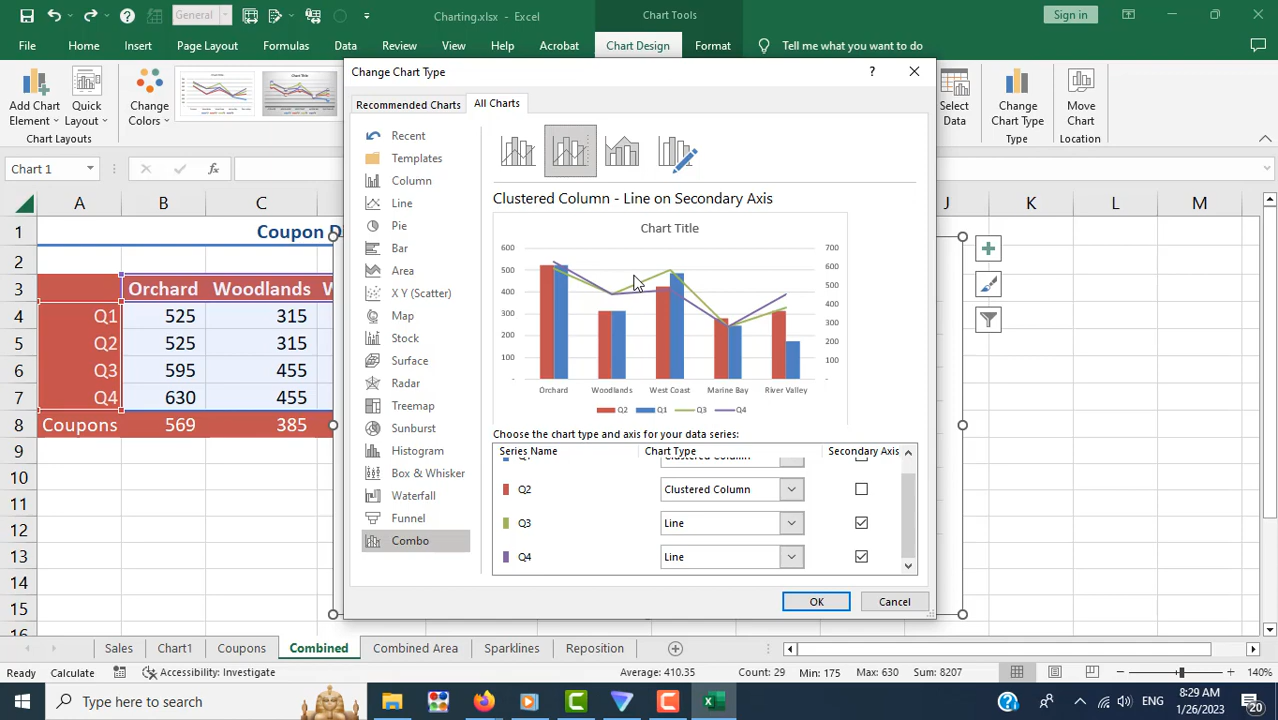 General
Charting.xlsx - Excel
Chart Tools
Sign in
File
Home
Insert
Page Layout
Formulas
Data
Review
View
Help
Acrobat
Chart Design
Format
Tell me what you want to do
Add Chart Element
Quick Layout
Chart Layouts
Change Colors
Select Data
Change Chart Type
Type
Move Chart
Location
Chart 1
Change Chart Type
Recommended Charts
All Charts
Recent
Templates
Column
Line
Pie
Bar
Area
X Y (Scatter)
Map
Stock
Surface
Radar
Treemap
Sunburst
Histogram
Box & Whisker
Waterfall
Funnel
Combo
Clustered Column - Line on Secondary Axis
Chart Title
600
500
400
300
200
100
-
700
600
500
400
300
200
100
-
Orchard Woodlands West Coast Marine Bay River Valley
Q2 Q1 Q3 Q4
Choose the chart type and axis for your data series:
Series Name Chart Type Secondary Axis
Q1 Clustered Column
Q2 Clustered Column
Q3 Line
Q4 Line
OK
Cancel
A B C J K L M
1 Coupon D
2
3 Orchard Woodlands W
4 Q1 525 315
5 Q2 525 315
6 Q3 595 455
7 Q4 630 455
8 Coupons 569 385
9
10
11
12
13
14
15
16
Sales Chart1 Coupons Combined Combined Area Sparklines Reposition
Ready Calculate Accessibility: Investigate Average: 410.35 Count: 29 Min: 175 Max: 630 Sum: 8207 140%
Type here to search
ENG
8:29 AM
1/26/2023
20